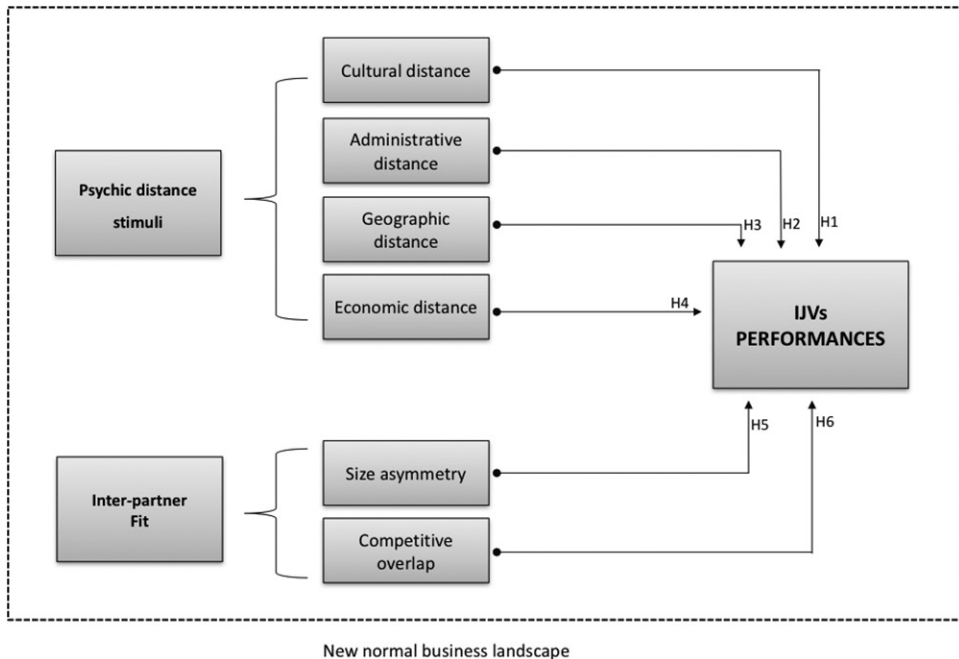 Cultural distance
Administrative
distance
Psychic distance
stimuli
Geographic
distance
H3
H2
H1
Economic distance
H4
IJVs
PERFORMANCES
H5
H6
Size asymmetry
Inter-partner
Fit
Competitive
overlap
New normal business landscape